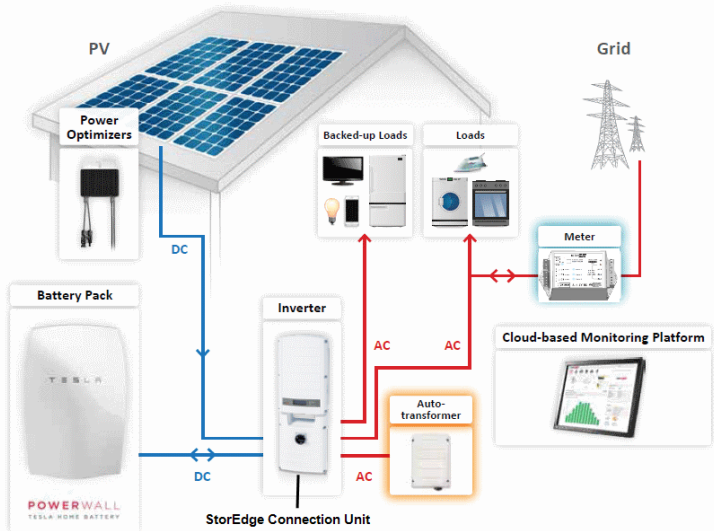 PV
Grid
Power
Optimizers
Backed-up Loads
Loads
Meter
DC
Battery Pack
Inverter
Cloud-based Monitoring Platform
TESLA
AC
AC
Auto-
transformer
DC
AC
POWERWALL
TESLA HOME BATTERY
StorEdge Connection Unit